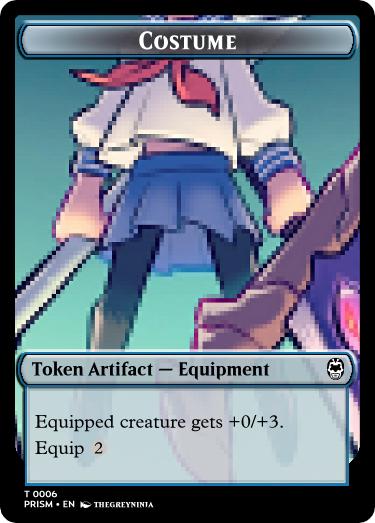 COSTUME
Token Artifact — Equipment
Equipped creature gets +0/+3.
Equip 2
T 0006
PRISM • EN THEGREYNINJA